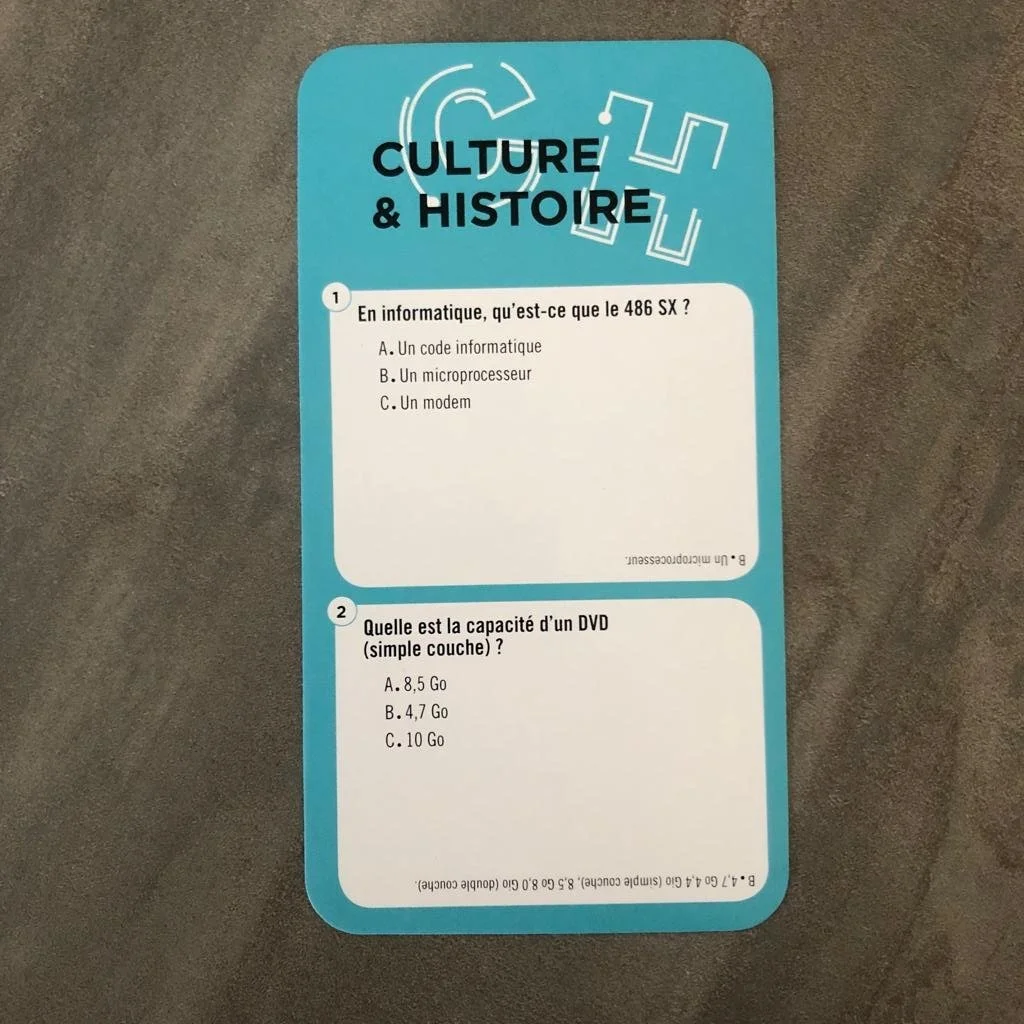 CH
CULTURE
& HISTOIRE
1
En informatique, qu'est-ce que le 486 SX ?
A. Un code informatique
B. Un microprocesseur
C. Un modem
B • Un microprocesseur.
2
Quelle est la capacité d'un DVD
(simple couche) ?
A. 8,5 Go
B. 4,7 Go
C. 10 Go
B • 4,7 Go 4,4 Gio (simple couche), 8,5 Go 8,0 Gio (double couche).